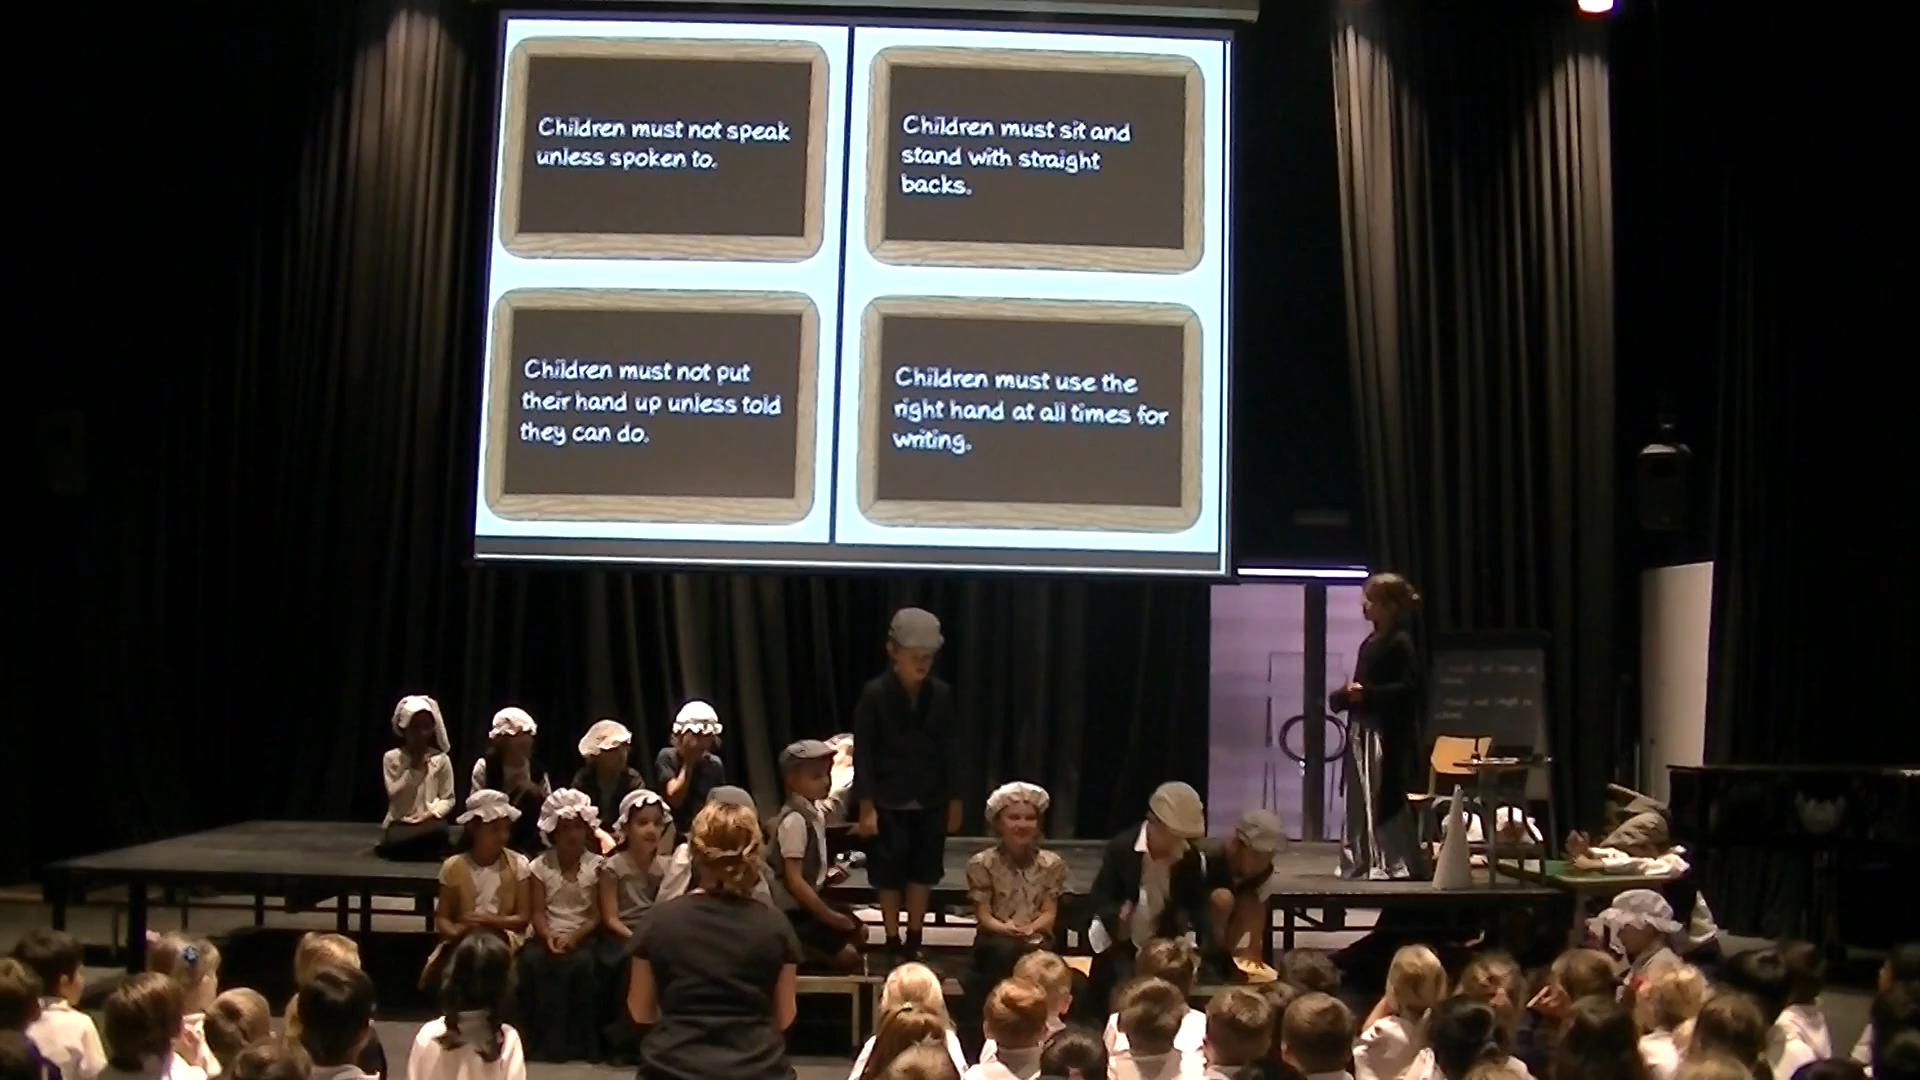 Children must not speak
unless spoken to.
Children must sit and
stand with straight
backs.
Children must not put
their hand up unless told
they can do.
Children must use the
right hand at all times for
writing.